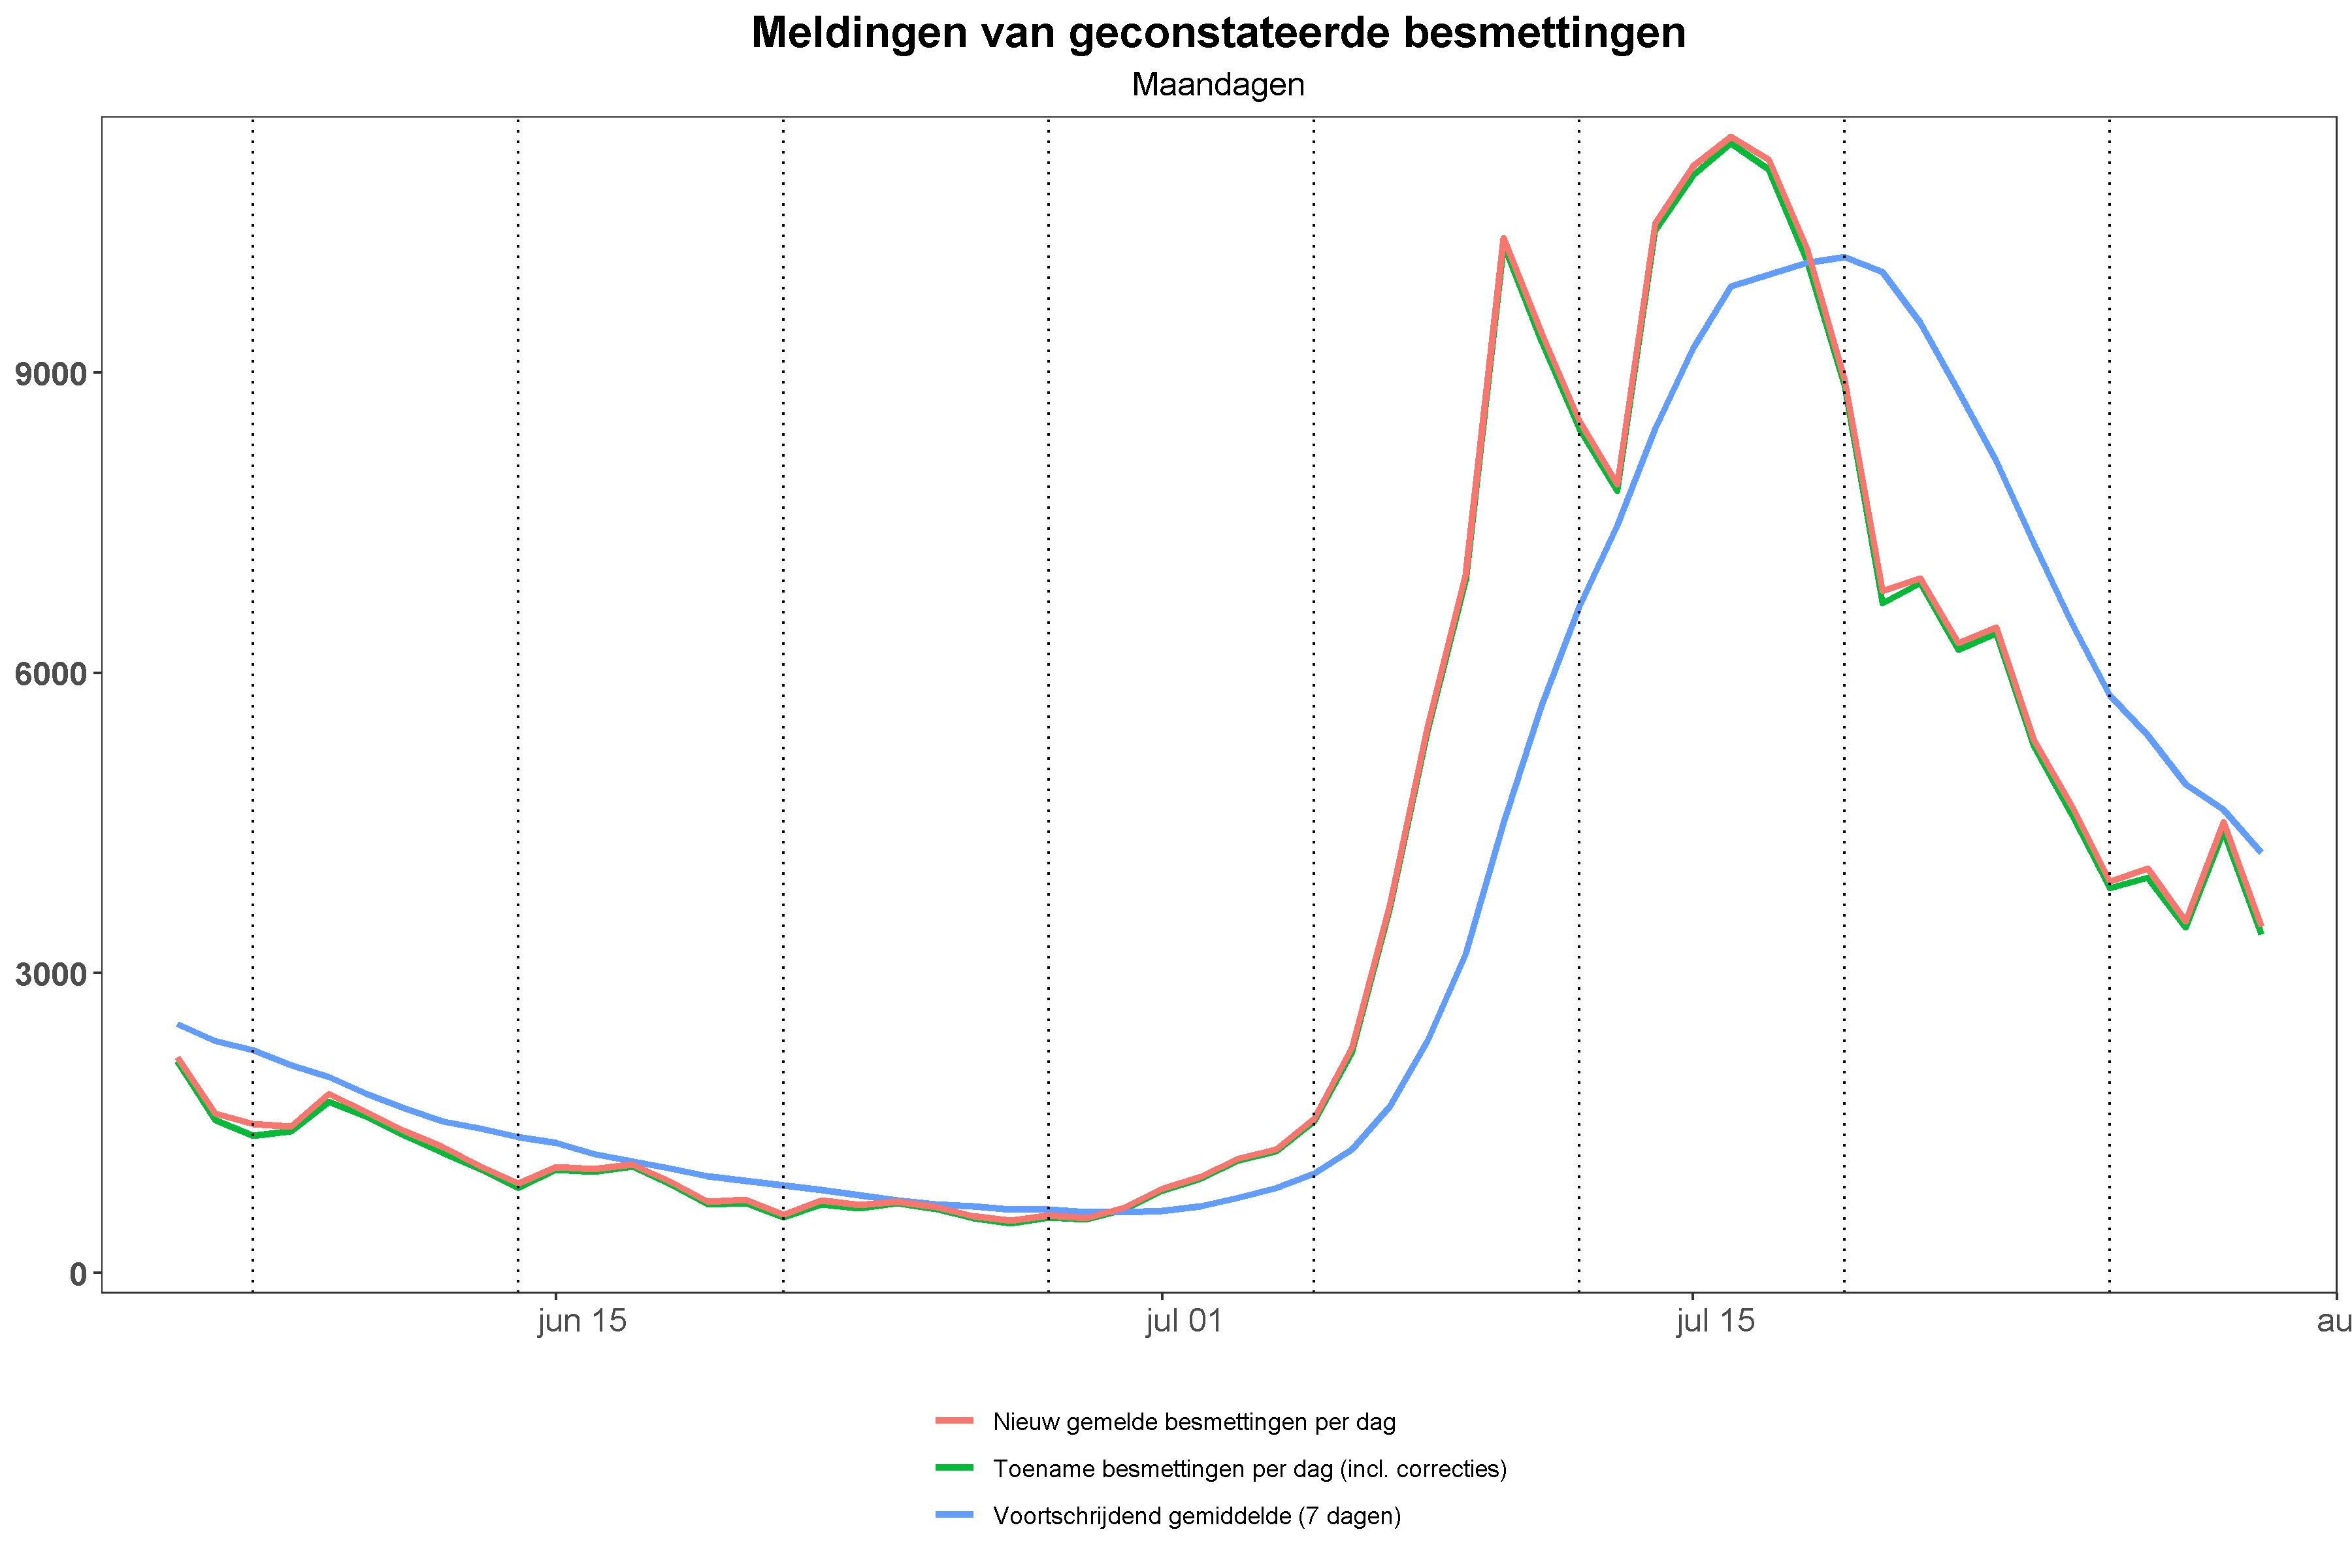 Meldingen van geconstateerde besmettingen
Maandagen
9000
6000
3000
0
jun 15
jul 01
jul 15
au
Nieuw gemelde besmettingen per dag
Toename besmettingen per dag (incl. correcties)
Voortschrijdend gemiddelde (7 dagen)